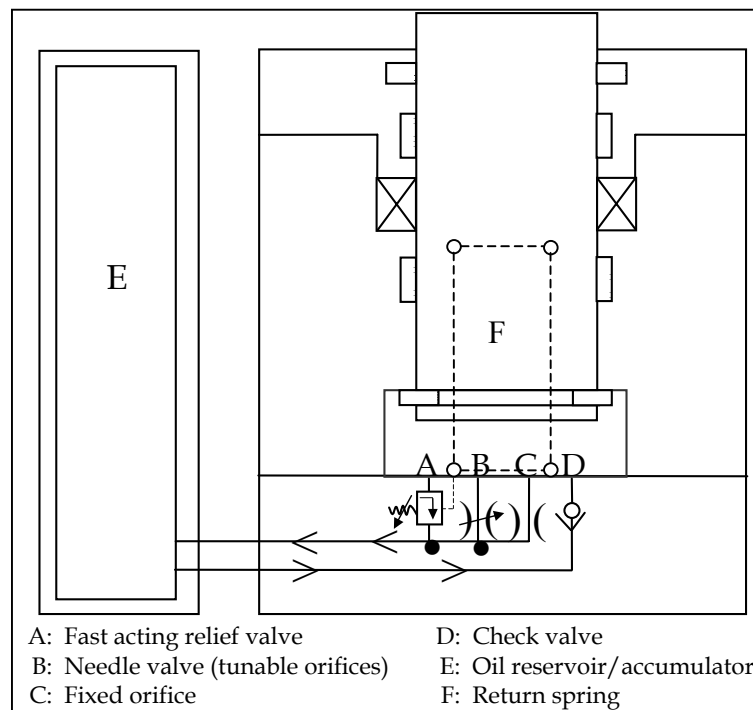 E
F
A B C D
A: Fast acting relief valve
B: Needle valve (tunable orifices)
C: Fixed orifice
D: Check valve
E: Oil reservoir/accumulator
F: Return spring